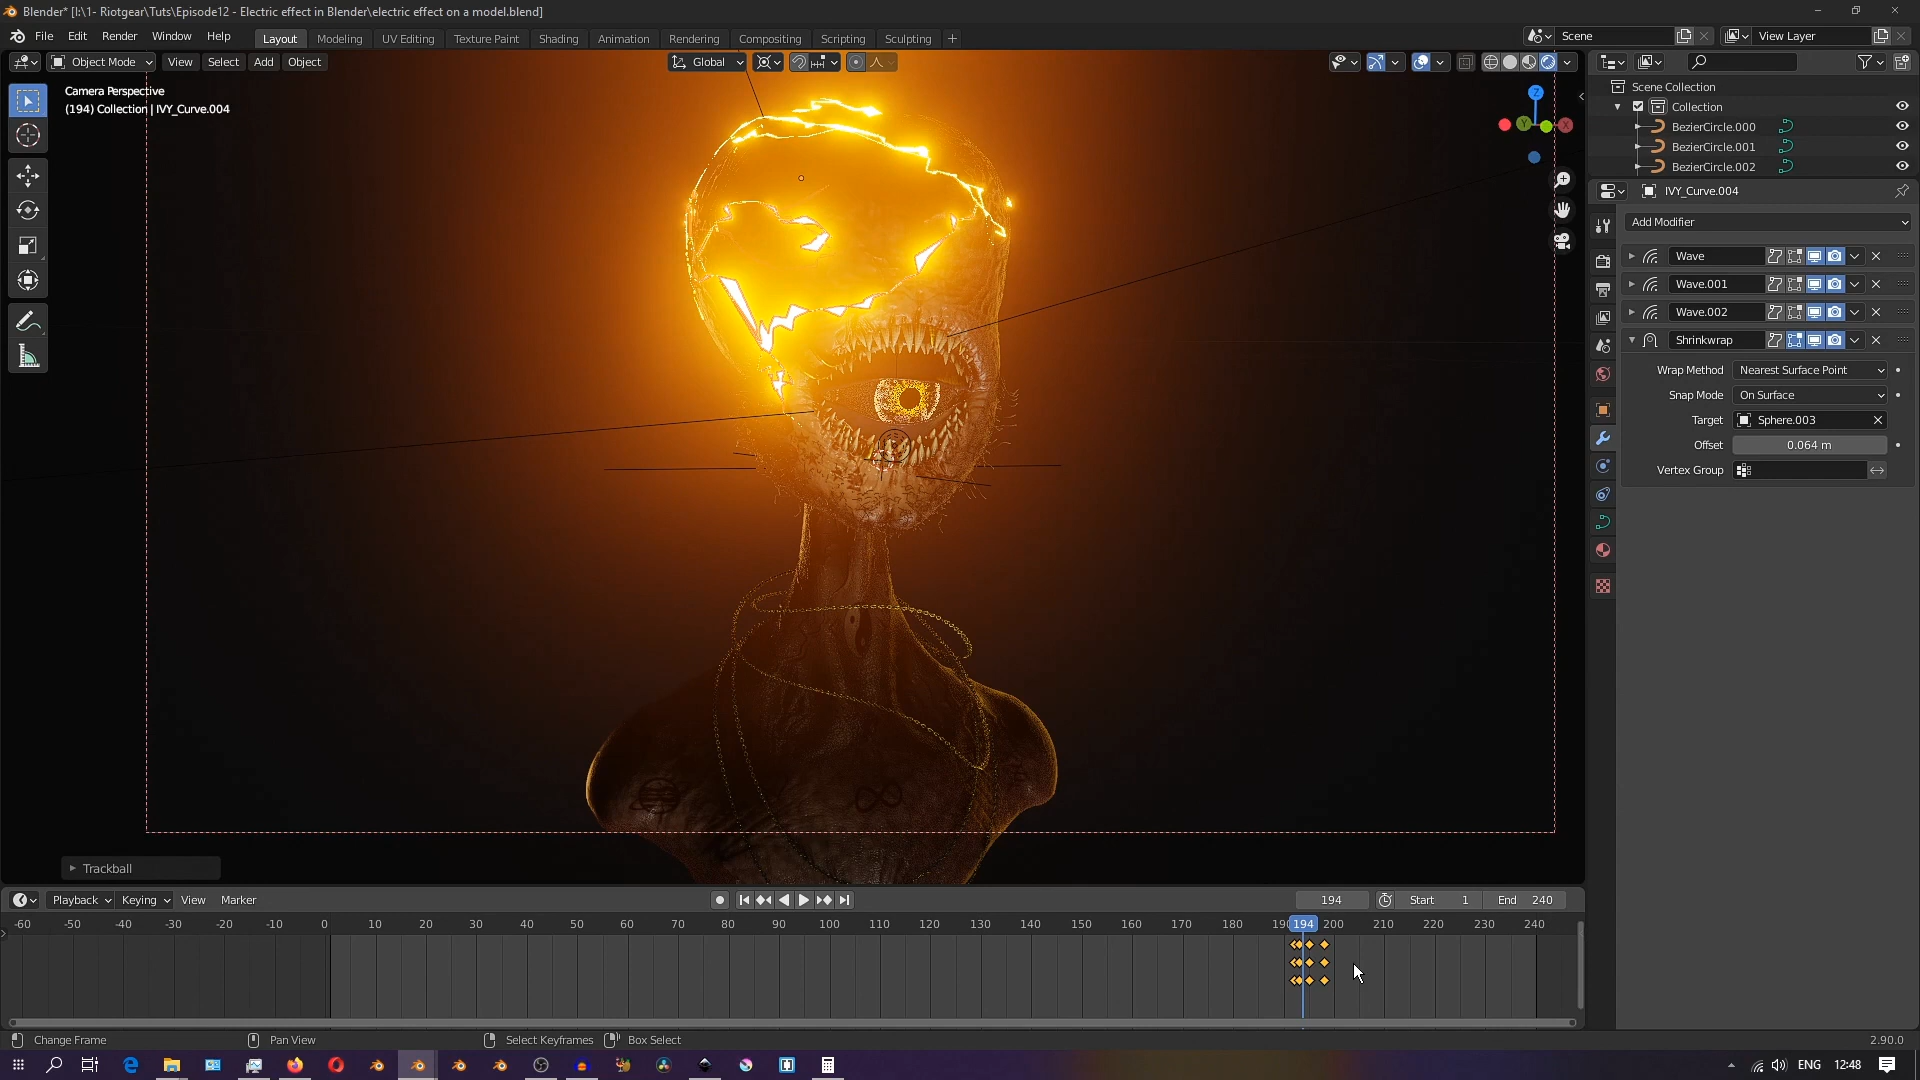 Blender* [I:\1- Riotgear\Tuts\Episode12 - Electric effect in Blender\electric effect on a model.blend]
File Edit Render Window Help Layout Modeling UV Editing Texture Paint Shading Animation Rendering Compositing Scripting Sculpting + Scene View Layer
Object Mode View Select Add Object Global
Camera Perspective
(194) Collection | IVY_Curve.004
Z
Y
X
Scene Collection
Collection
BezierCircle.000
BezierCircle.001
BezierCircle.002
IVY_Curve.004
Add Modifier
Wave
Wave.001
Wave.002
Shrinkwrap
Wrap Method Nearest Surface Point
Snap Mode On Surface
Target Sphere.003
Offset 0.064 m
Vertex Group
Trackball
Playback Keying View Marker 194 Start 1 End 240
-60 -50 -40 -30 -20 -10 0 10 20 30 40 50 60 70 80 90 100 110 120 130 140 150 160 170 180 190 194 200 210 220 230 240
Change Frame Pan View Select Keyframes Box Select 2.90.0
ENG 12:48